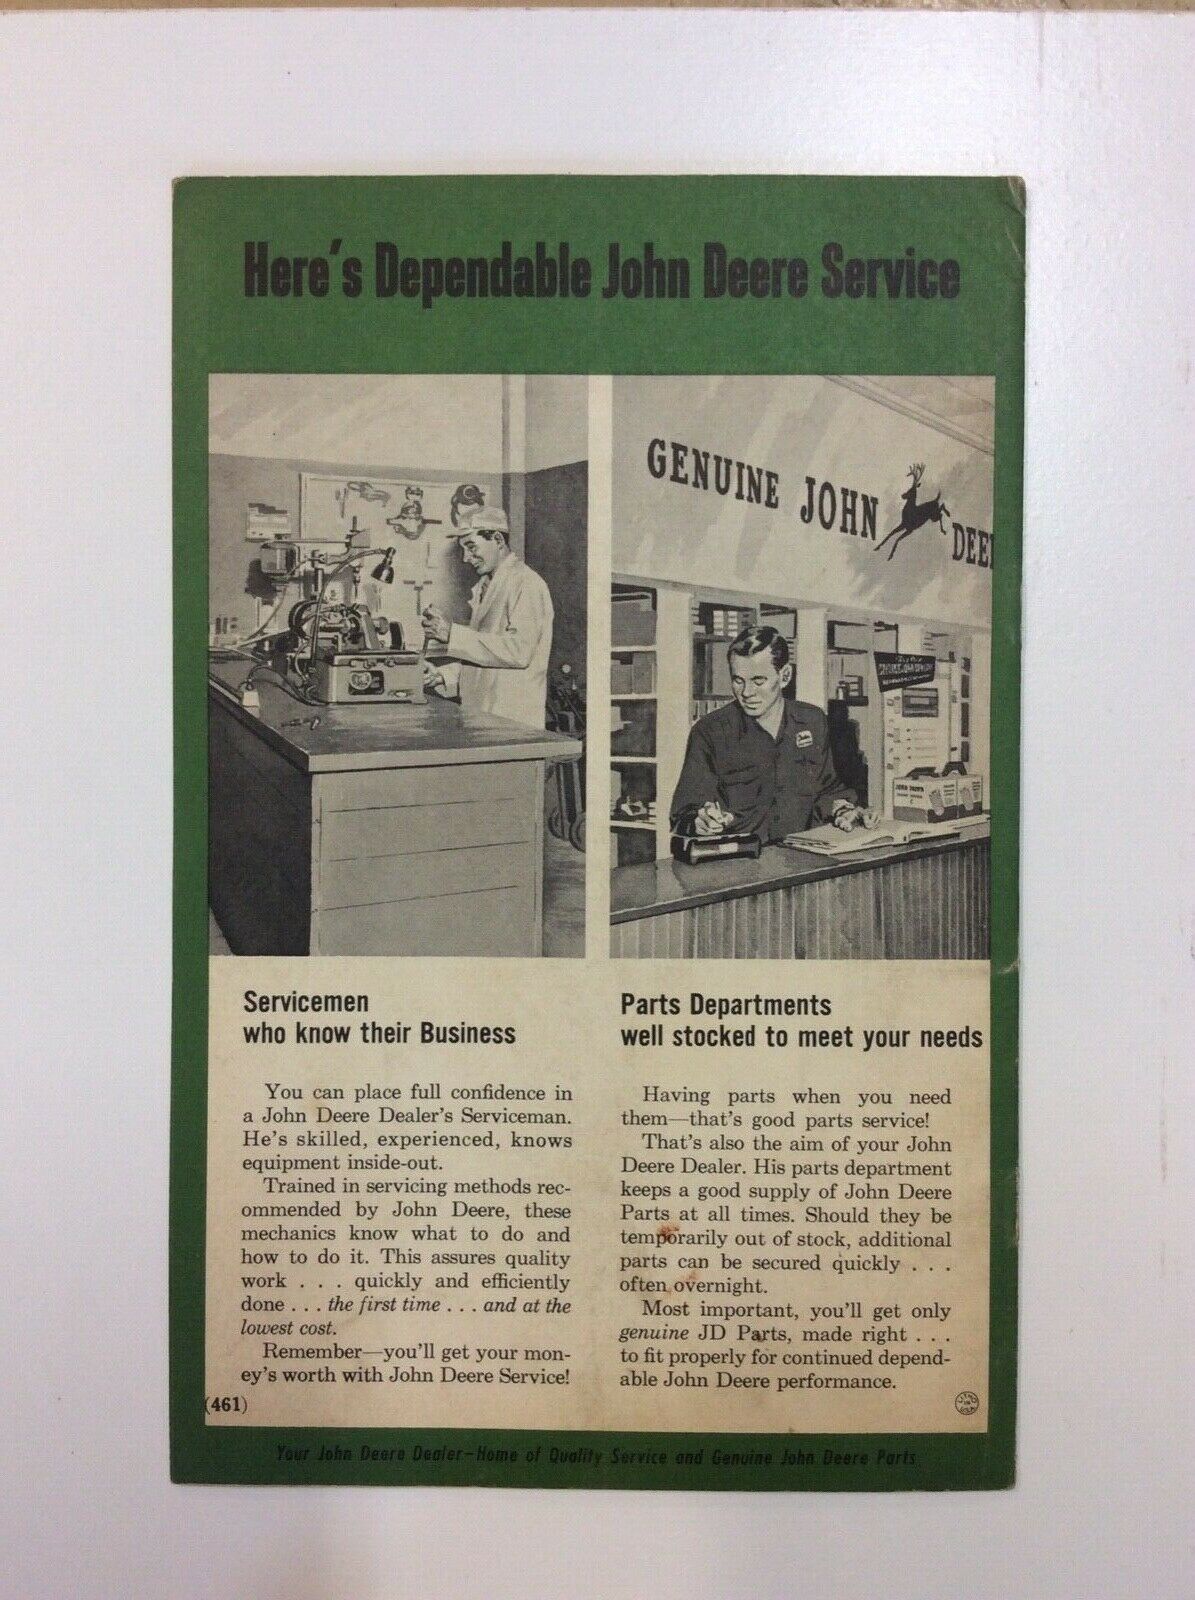 Here's Dependable John Deere Service
GENUINE JOHN DEER
JOHN DEERE
Servicemen
who know their Business
You can place full confidence in
a John Deere Dealer's Serviceman.
He's skilled, experienced, knows
equipment inside-out.
Trained in servicing methods rec-
ommended by John Deere, these
mechanics know what to do and
how to do it. This assures quality
work . . . quickly and efficiently
done . . . the first time . . . and at the
lowest cost.
Remember—you'll get your mon-
ey's worth with John Deere Service!
(461)
Parts Departments
well stocked to meet your needs
Having parts when you need
them—that's good parts service!
That's also the aim of your John
Deere Dealer. His parts department
keeps a good supply of John Deere
Parts at all times. Should they be
temporarily out of stock, additional
parts can be secured quickly . . .
often overnight.
Most important, you'll get only
genuine JD Parts, made right . . .
to fit properly for continued depend-
able John Deere performance.
LITHO IN U.S.A.
Your John Deere Dealer—Home of Quality Service and Genuine John Deere Parts